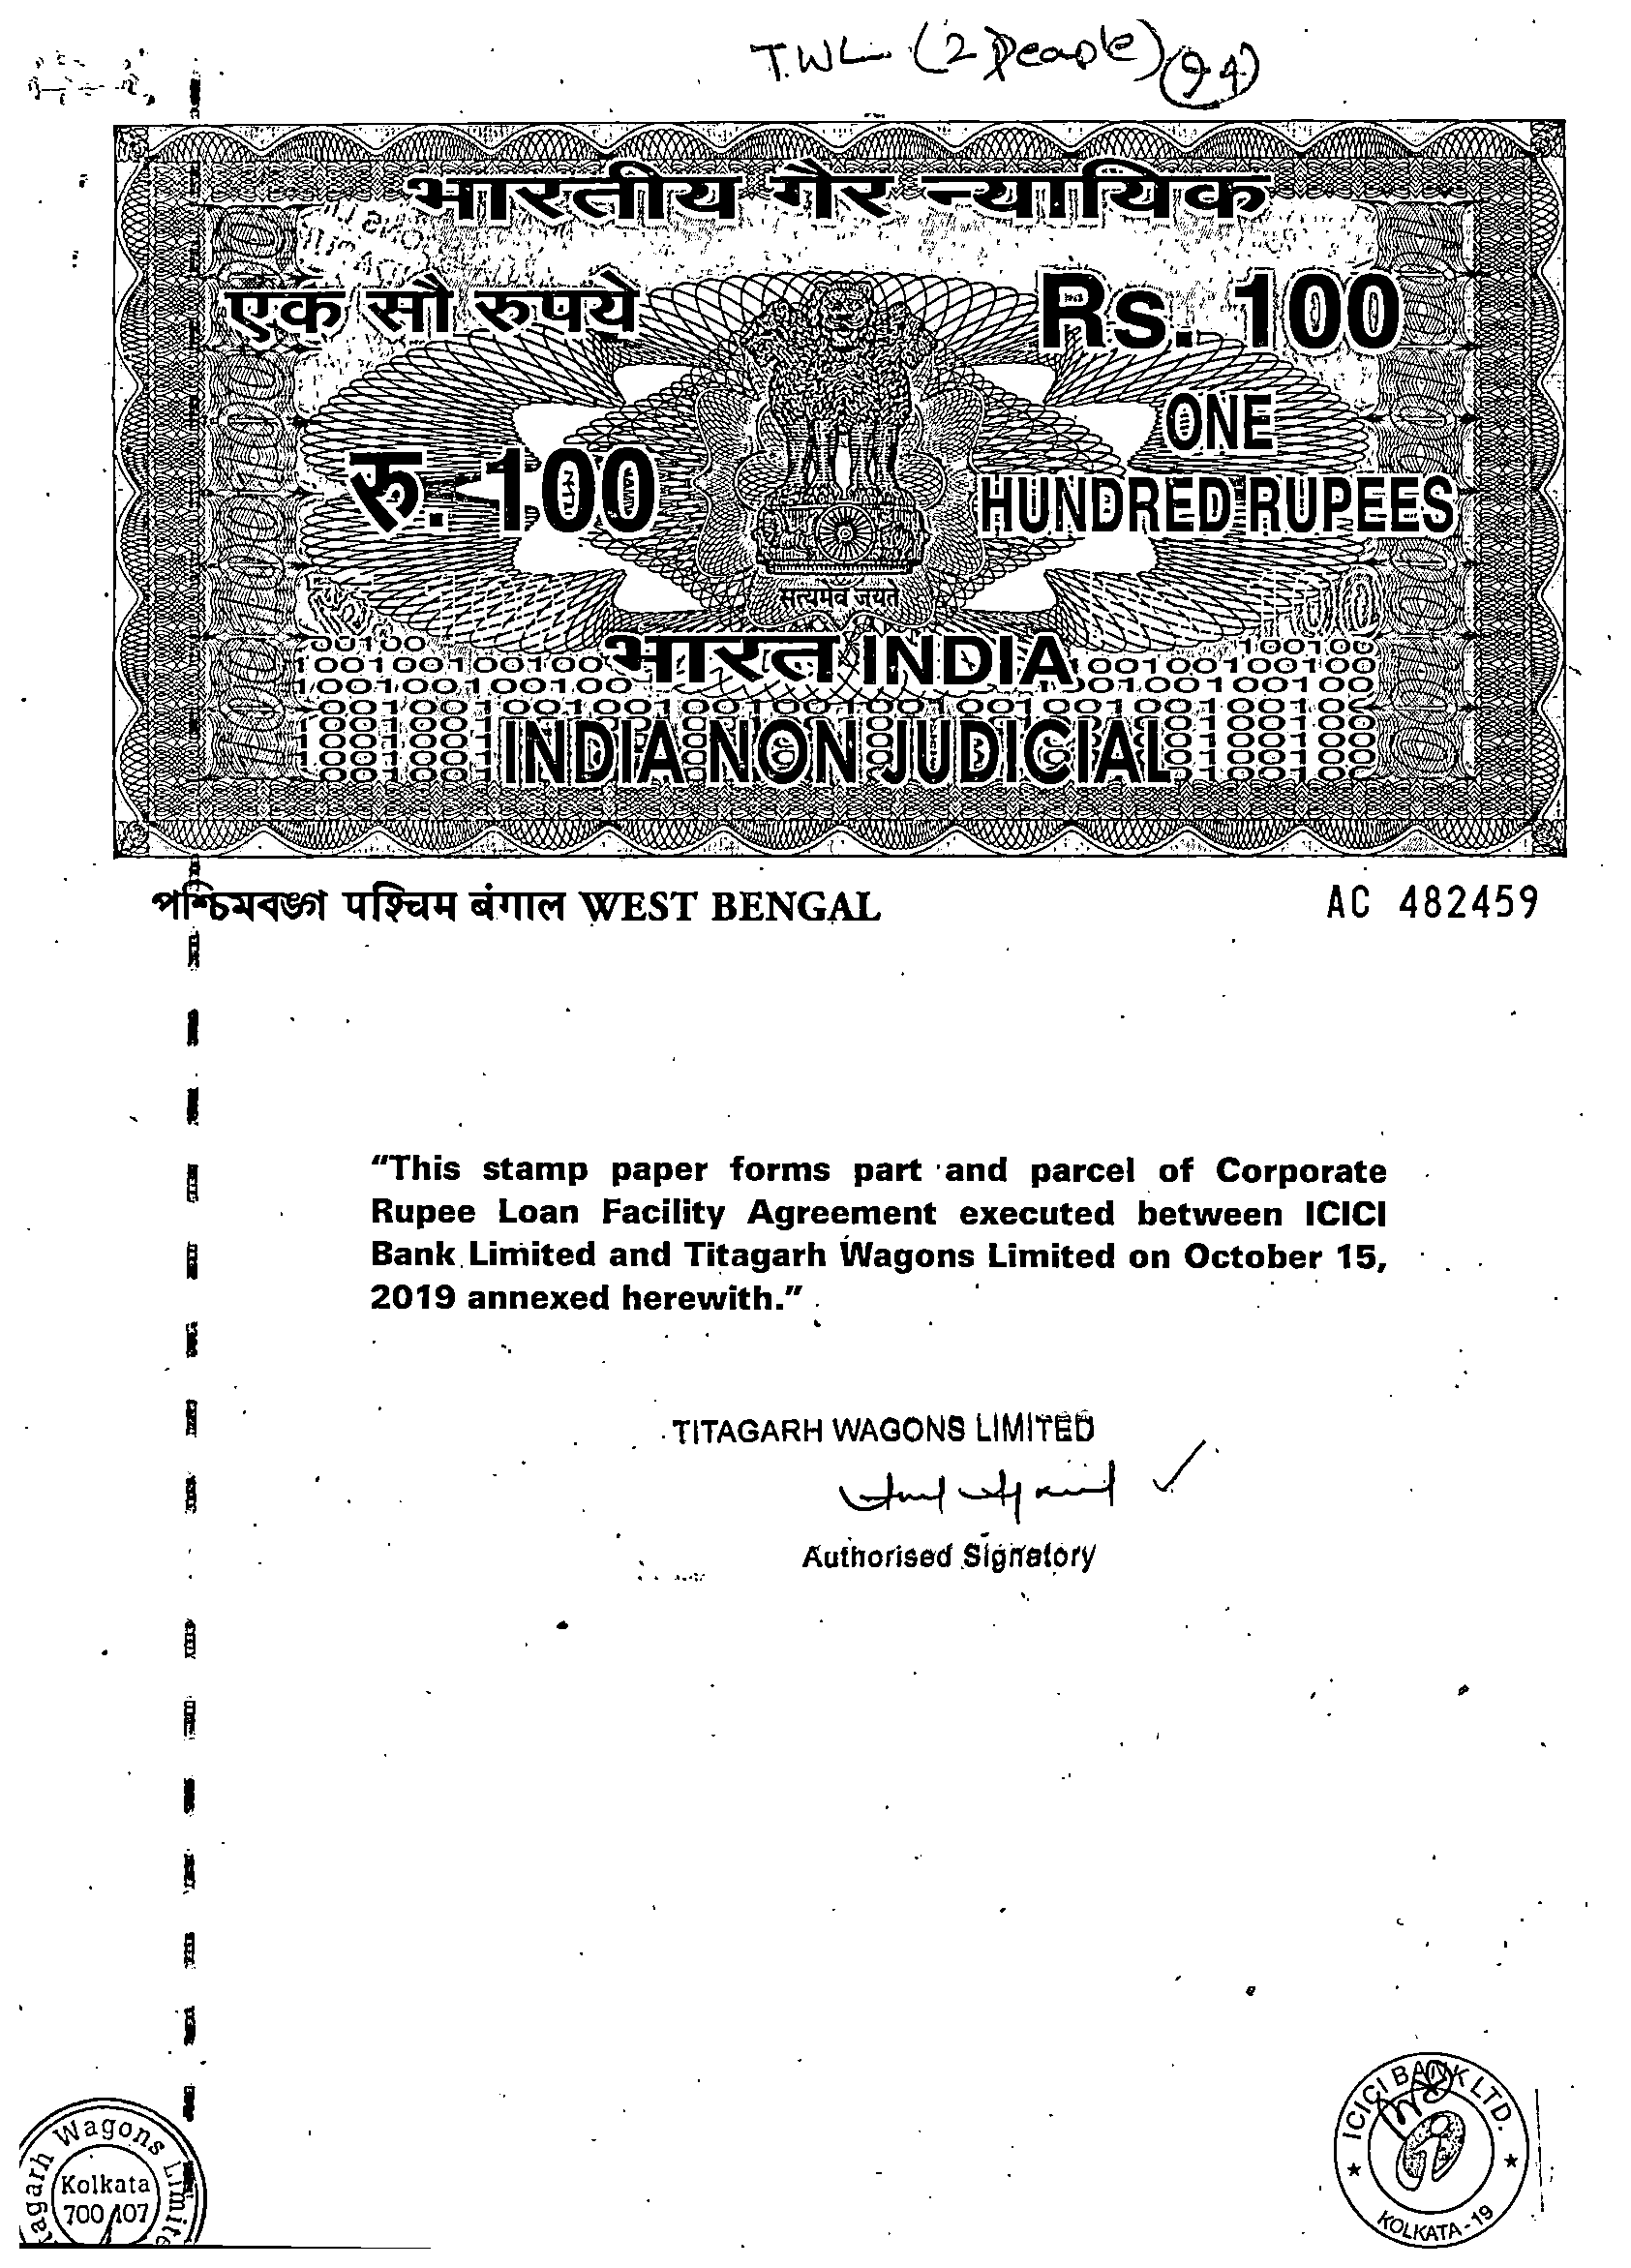 T.WL (2 People) (94)
भारतीय गैर न्यायिक
एक सौ रुपये
Rs. 100
रु. 100
ONE
HUNDRED RUPEES
सत्यमेव जयते
भारत INDIA
INDIA NON JUDICIAL
পশ্চিমবঙ্গ पश्चिम बंगाल WEST BENGAL
AC 482459
“This stamp paper forms part and parcel of Corporate
Rupee Loan Facility Agreement executed between ICICI
Bank Limited and Titagarh Wagons Limited on October 15,
2019 annexed herewith.”
TITAGARH WAGONS LIMITED
Authorised Signatory
agarh Wagons Limite
Kolkata
700 107
ICICI BANK LTD.
KOLKATA - 19